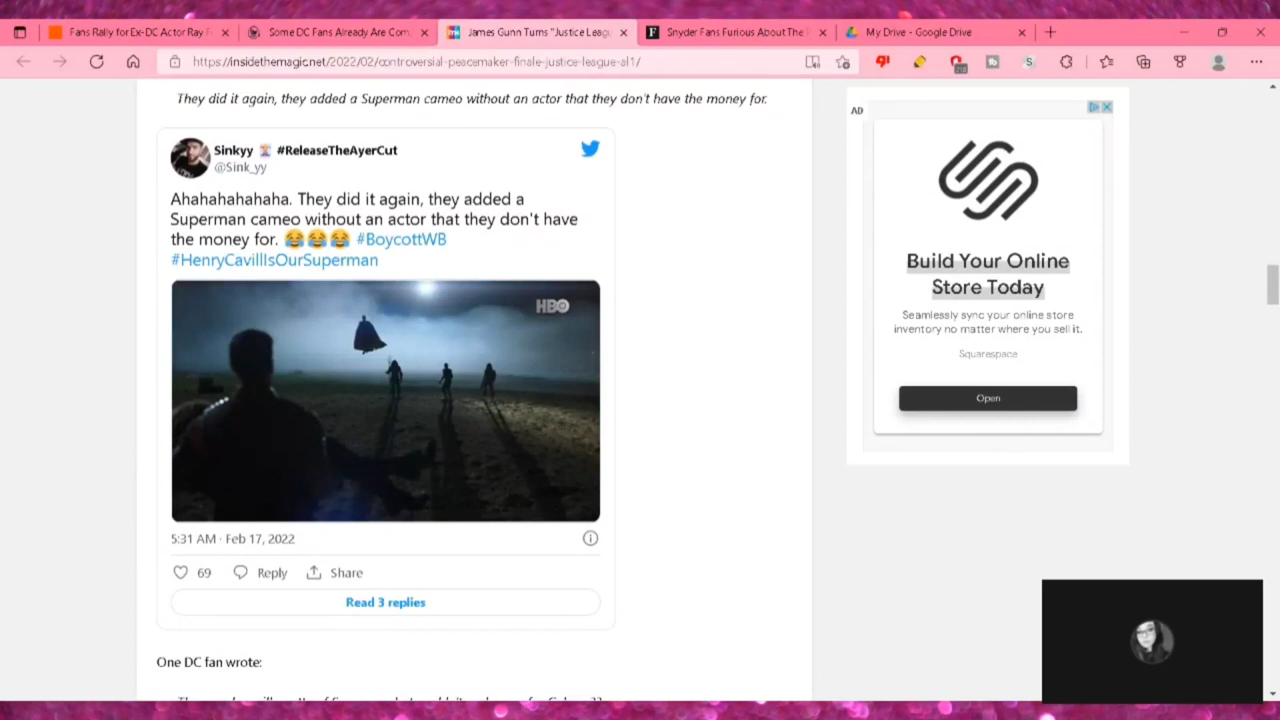 Fans Rally for Ex-DC Actor Ray F
Some DC Fans Already Are Com
James Gunn Turns "Justice Leag
Snyder Fans Furious About The
My Drive - Google Drive
https://insidethemagic.net/2022/02/controversial-peacemaker-finale-justice-league-al1/
They did it again, they added a Superman cameo without an actor that they don't have the money for.
Sinkyy #ReleaseTheAyerCut
@Sink_yy
Ahahahahahaha. They did it again, they added a
Superman cameo without an actor that they don't have
the money for. 😂😂😂 #BoycottWB
#HenryCavillIsOurSuperman
HBO
5:31 AM · Feb 17, 2022
69 Reply Share
Read 3 replies
One DC fan wrote:
AD
Build Your Online
Store Today
Seamlessly sync your online store
inventory no matter where you sell it.
Squarespace
Open